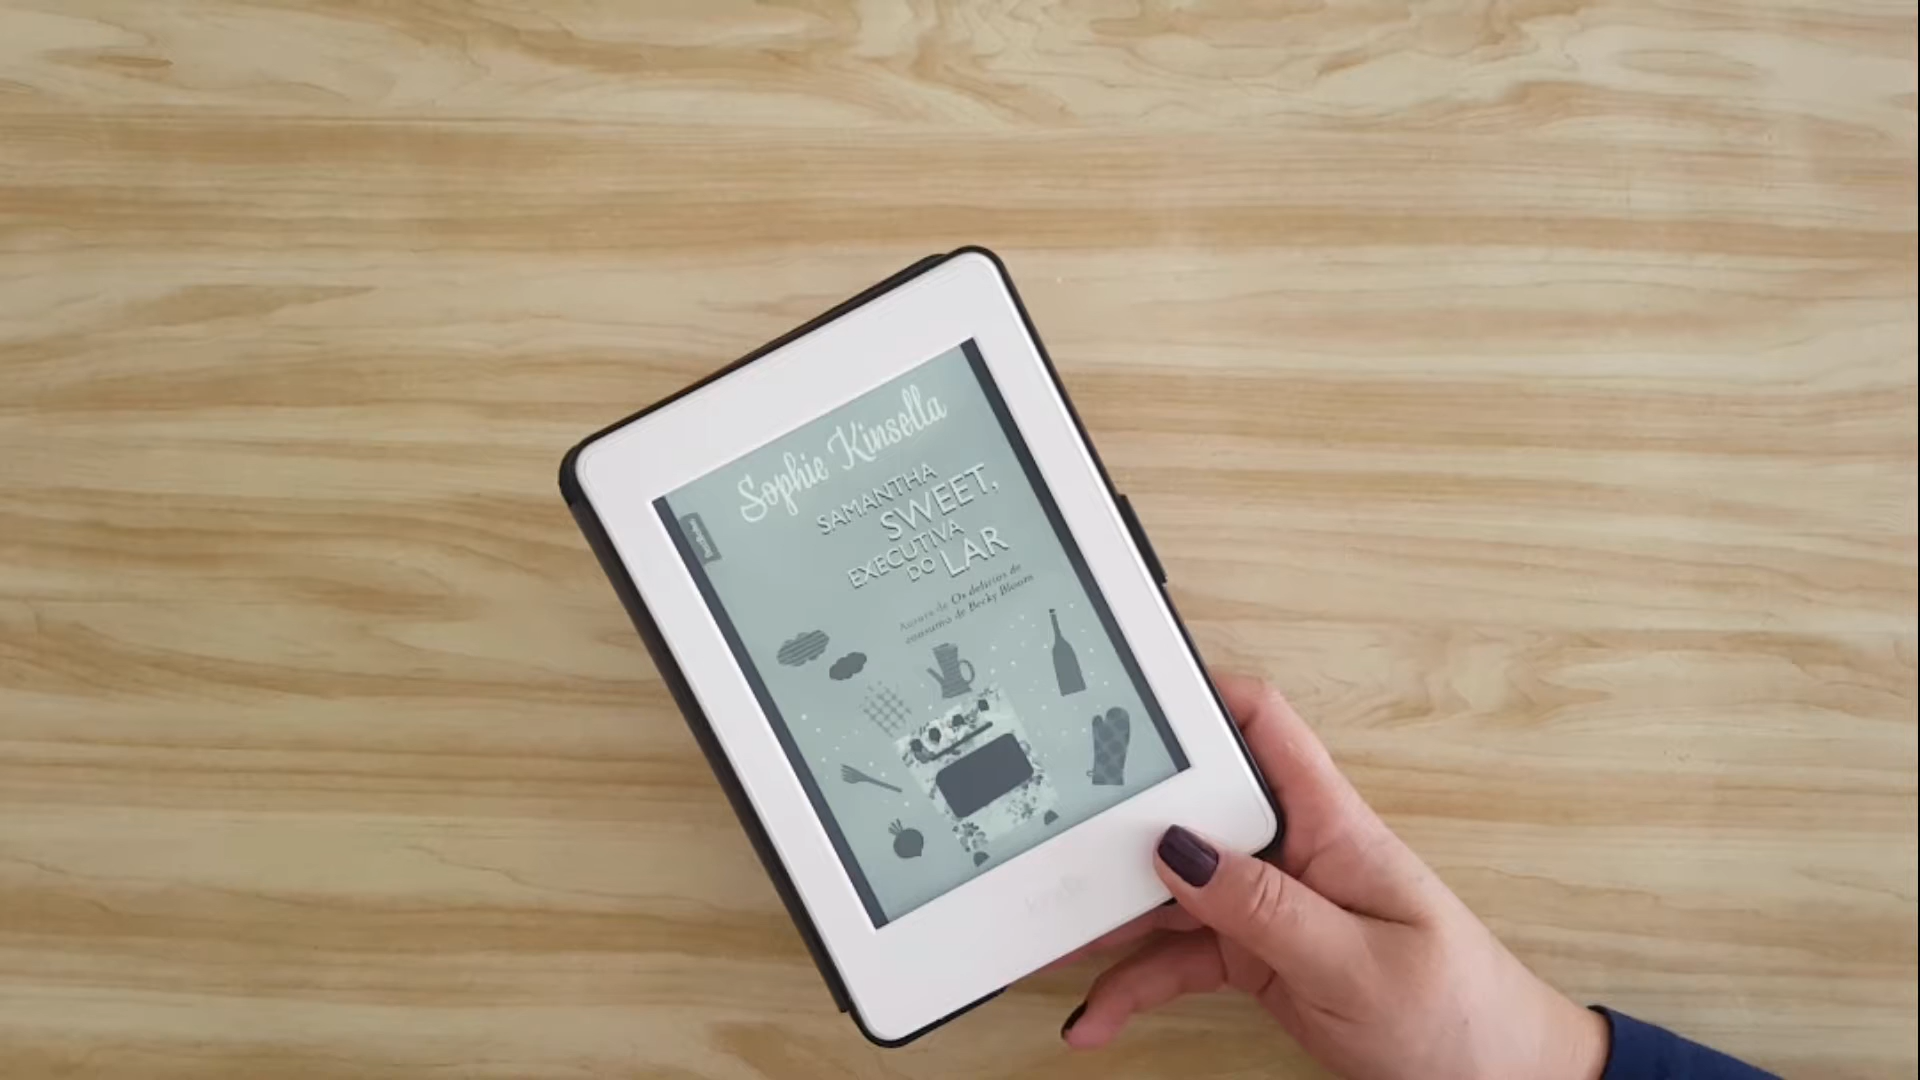 Sophie Kinsella
SAMANTHA
SWEET,
EXECUTIVA
DO LAR
Autora de Os delírios de
consumo de Becky Bloom